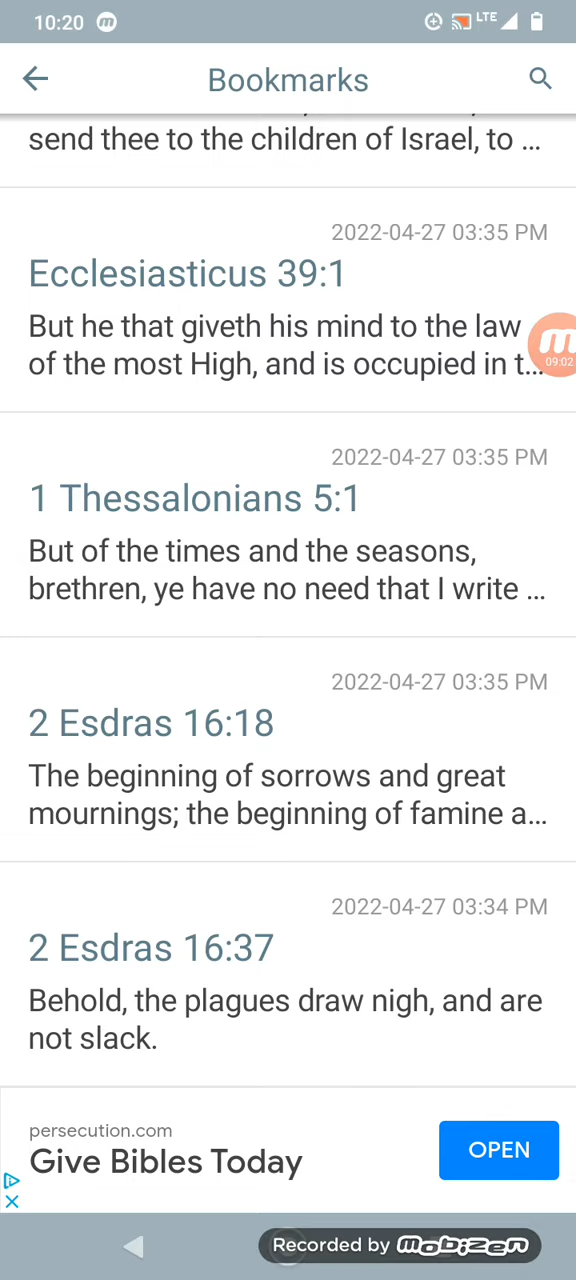 10:20
LTE
Bookmarks
send thee to the children of Israel, to ...
2022-04-27 03:35 PM
Ecclesiasticus 39:1
But he that giveth his mind to the law
of the most High, and is occupied in t...
09:02
2022-04-27 03:35 PM
1 Thessalonians 5:1
But of the times and the seasons,
brethren, ye have no need that I write ...
2022-04-27 03:35 PM
2 Esdras 16:18
The beginning of sorrows and great
mournings; the beginning of famine a...
2022-04-27 03:34 PM
2 Esdras 16:37
Behold, the plagues draw nigh, and are
not slack.
persecution.com
Give Bibles Today
OPEN
Recorded by mobizen